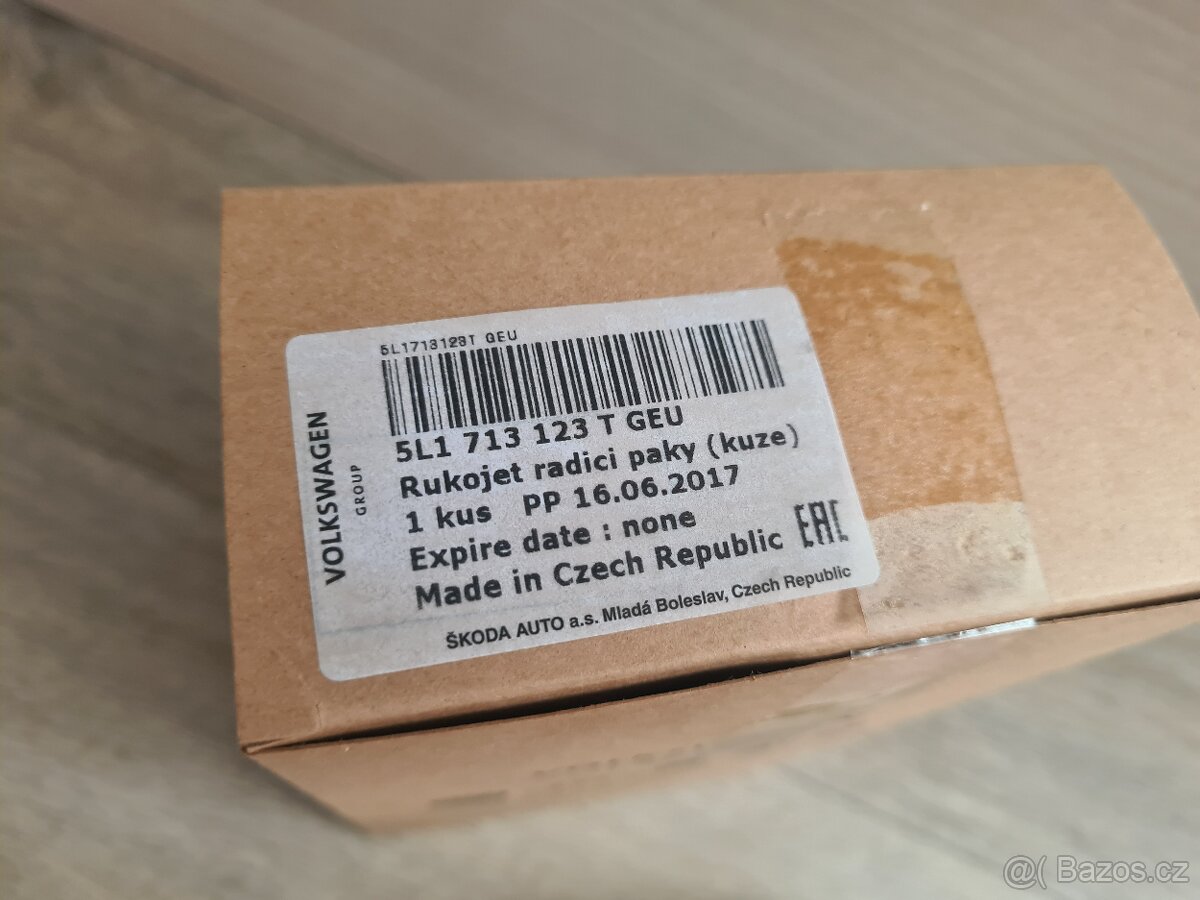 5L1713123T GEU
5L1 713 123 T GEU
Rukojet radici paky (kuze)
1 kus PP 16.06.2017
Expire date : none
Made in Czech Republic EAC
ŠKODA AUTO a.s. Mladá Boleslav, Czech Republic
VOLKSWAGEN
GROUP
@( Bazos.cz